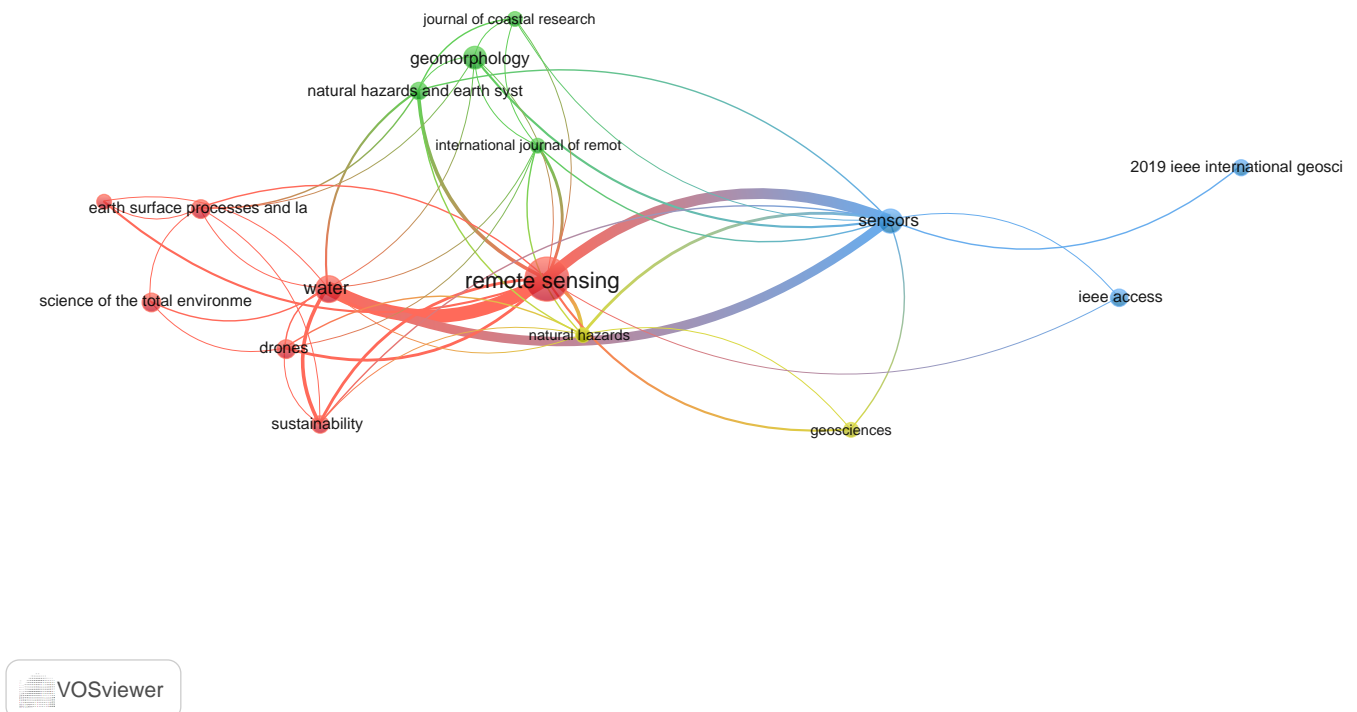 journal of coastal research
geomorphology
natural hazards and earth syst
international journal of remot
2019 ieee international geosci
earth surface processes and la
sensors
remote sensing
water
science of the total environme
ieee access
natural hazards
drones
sustainability
geosciences
VOSviewer